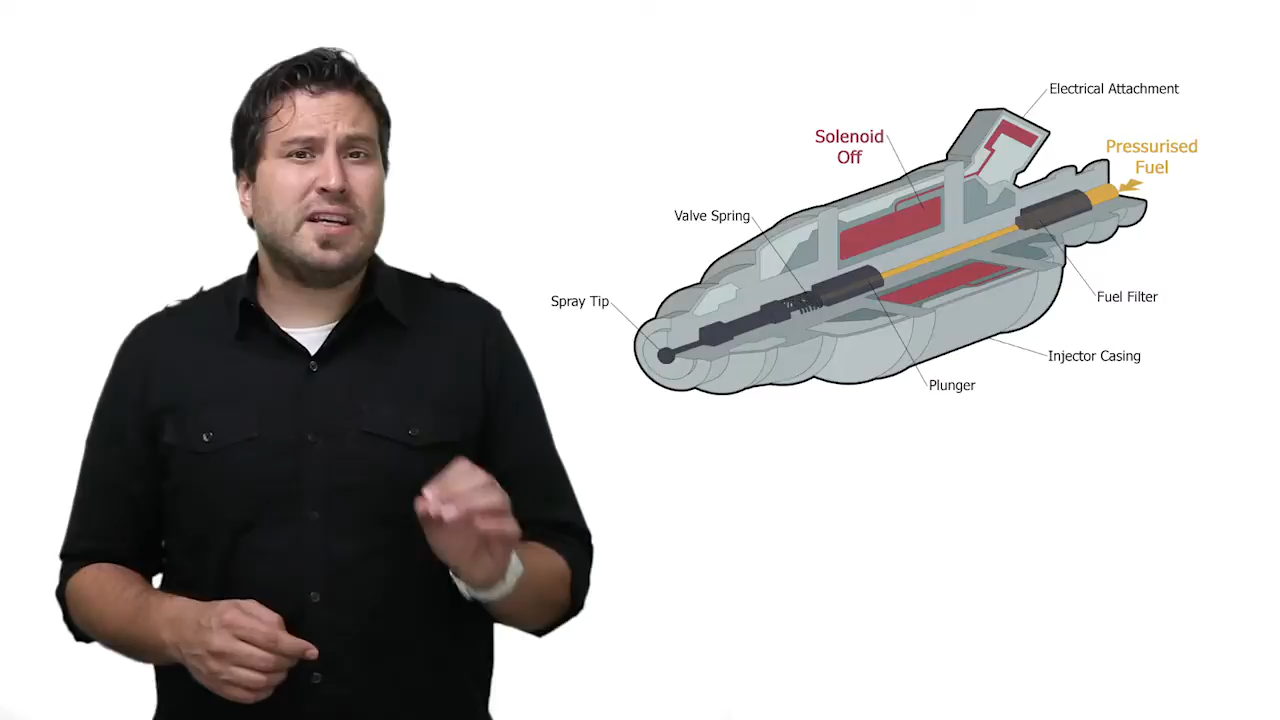 Electrical Attachment
Solenoid
Off
Pressurised
Fuel
Valve Spring
Spray Tip
Fuel Filter
Injector Casing
Plunger